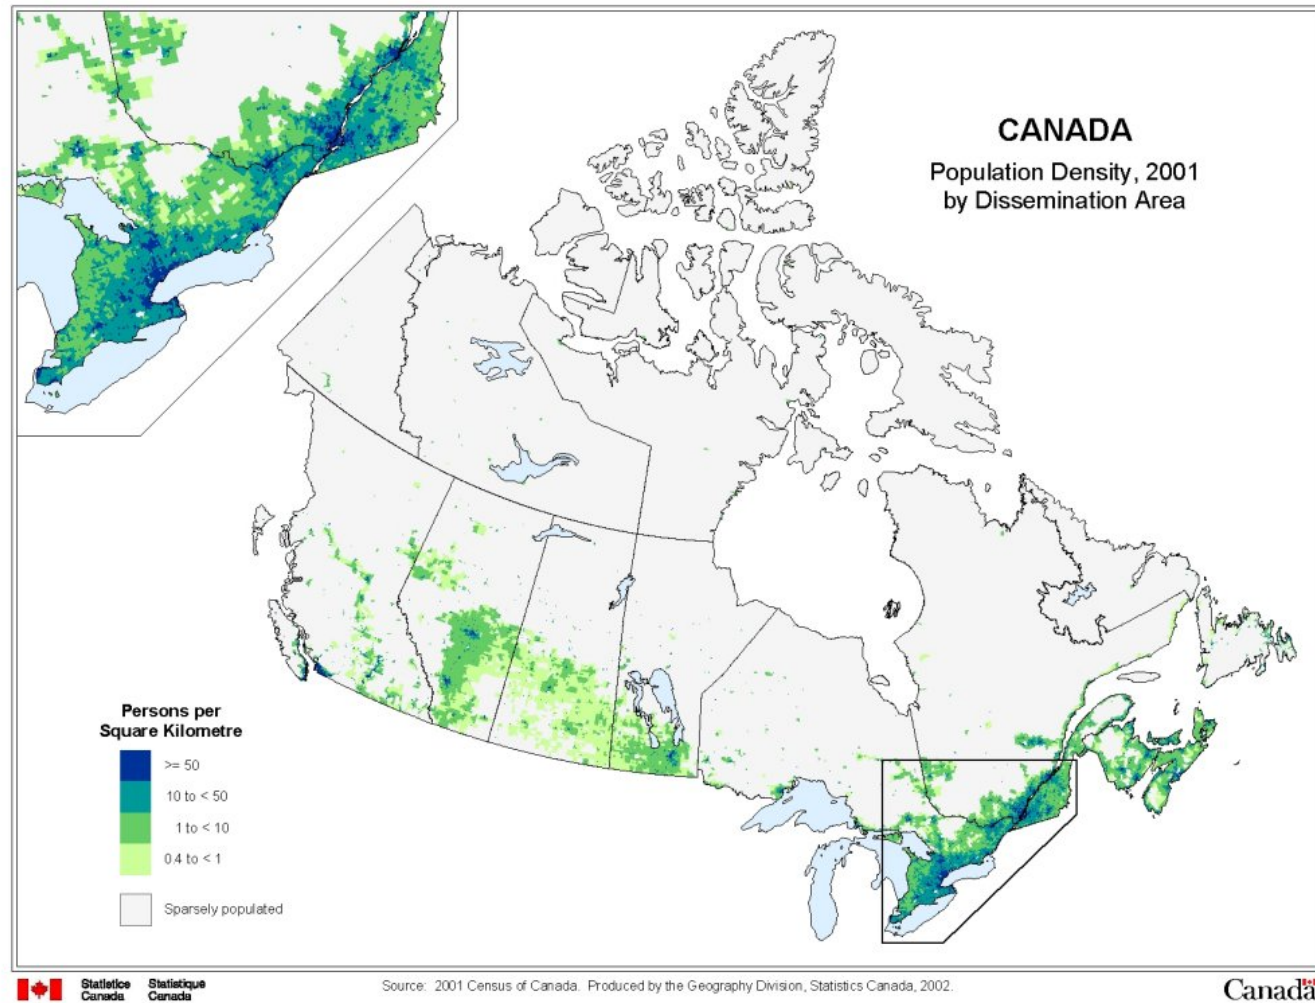 CANADA
Population Density, 2001
by Dissemination Area
Persons per
Square Kilometre
>= 50
10 to < 50
1 to < 10
0.4 to < 1
Sparsely populated
Statistics Statistique
Canada Canada
Source: 2001 Census of Canada. Produced by the Geography Division, Statistics Canada, 2002.
Canada